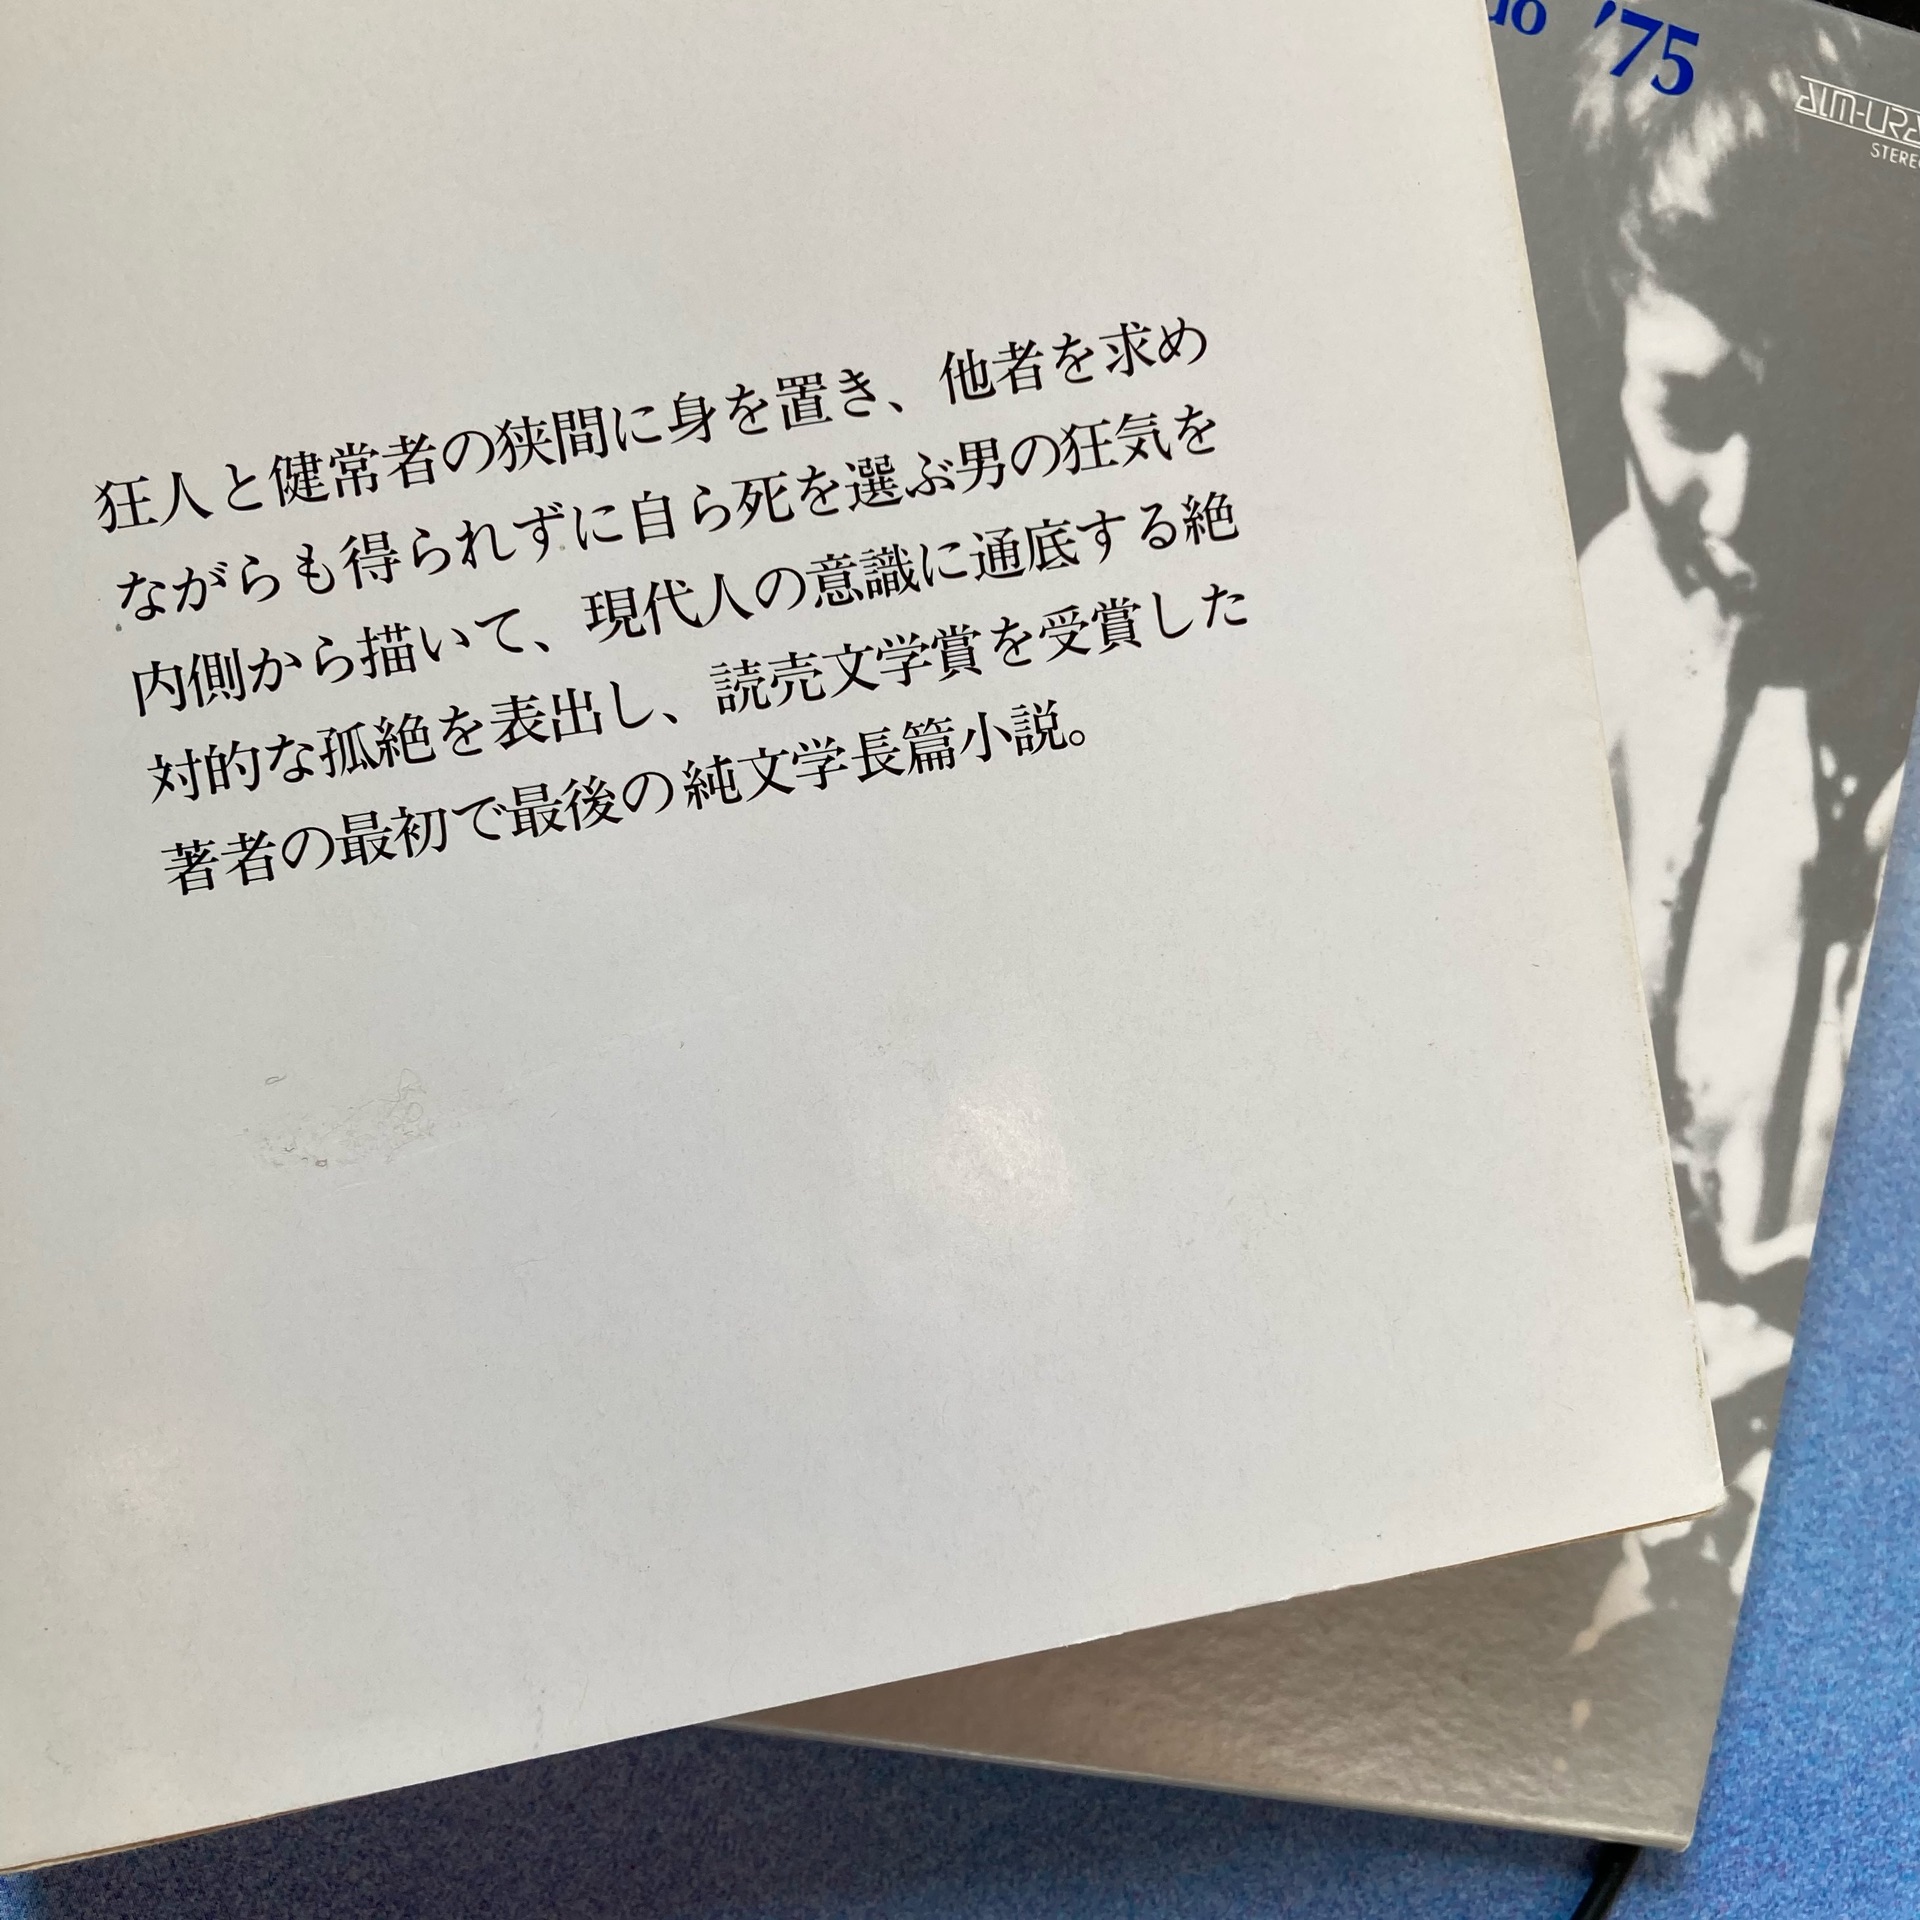 狂人と健常者の狭間に身を置き、他者を求め
ながらも得られずに自ら死を選ぶ男の狂気を
内側から描いて、現代人の意識に通底する絶
対的な孤絶を表出し、読売文学賞を受賞した
著者の最初で最後の純文学長篇小説。
uo '75
ALM-URA
STEREO